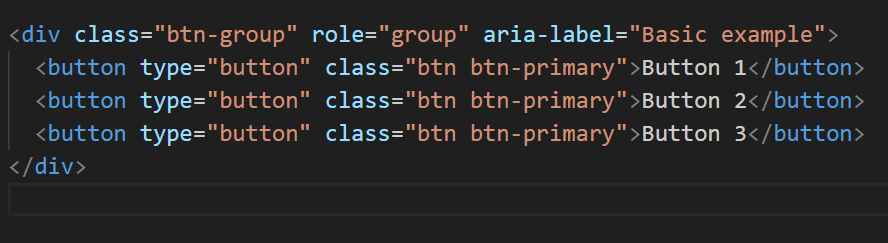 <div class="btn-group" role="group" aria-label="Basic example">
  <button type="button" class="btn btn-primary">Button 1</button>
  <button type="button" class="btn btn-primary">Button 2</button>
  <button type="button" class="btn btn-primary">Button 3</button>
</div>